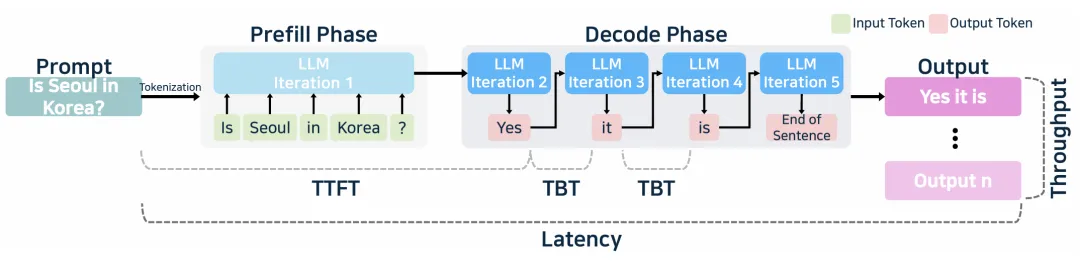 Input Token
Output Token
Prefill Phase
Decode Phase
Prompt
Is Seoul in
Korea?
Tokenization
LLM
Iteration 1
Is
Seoul
in
Korea
?
LLM
Iteration 2
LLM
Iteration 3
LLM
Iteration 4
LLM
Iteration 5
Yes
it
is
End of
Sentence
Output
Yes it is
Output n
Throughput
TTFT
TBT
TBT
Latency